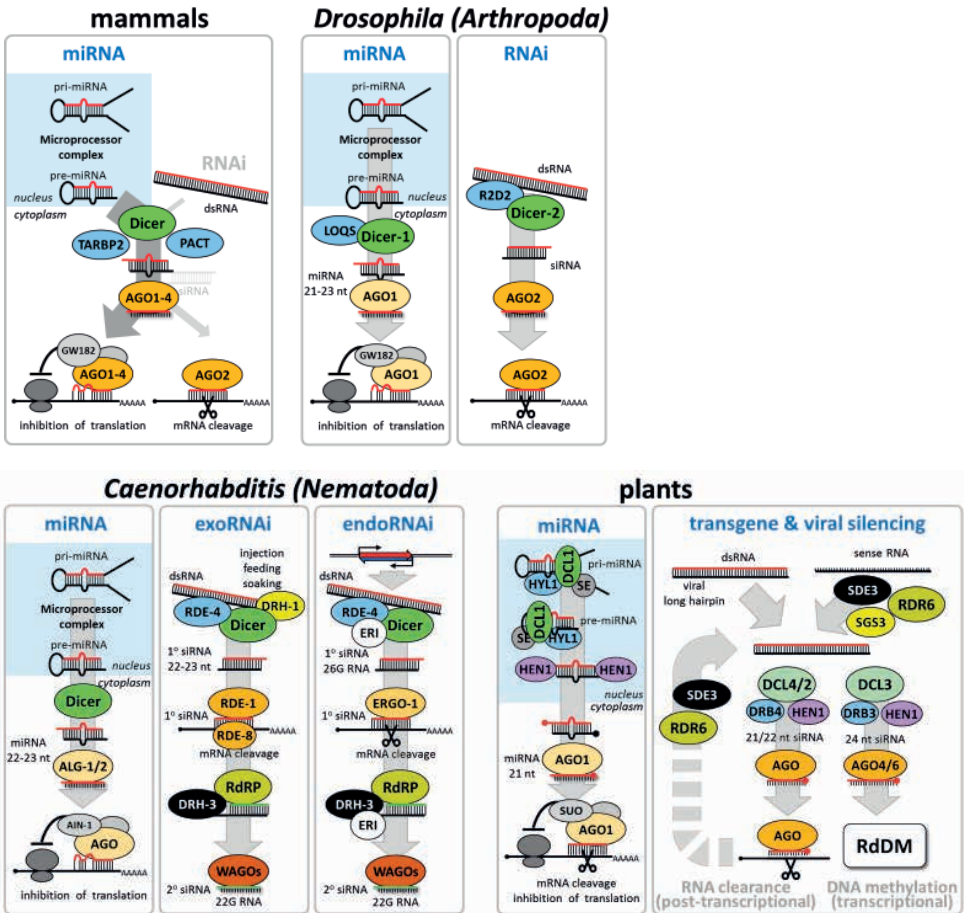 mammals
miRNA
pri-miRNA
Microprocessor
complex
RNAi
pre-miRNA
nucleus
cytoplasm
dsRNA
Dicer
TARBP2
PACT
siRNA
AGO1-4
GW182
AGO1-4
AGO2
AAAAA
AAAAA
inhibition of translation
mRNA cleavage
Drosophila (Arthropoda)
miRNA
pri-miRNA
Microprocessor
complex
pre-miRNA
nucleus
cytoplasm
LOQS
Dicer-1
miRNA
21-23 nt
AGO1
GW182
AGO1
AAAAA
inhibition of translation
RNAi
dsRNA
R2D2
Dicer-2
siRNA
AGO2
AGO2
AAAAA
mRNA cleavage
Caenorhabditis (Nematoda)
miRNA
pri-miRNA
Microprocessor
complex
pre-miRNA
nucleus
cytoplasm
Dicer
miRNA
22-23 nt
ALG-1/2
AIN-1
AGO
AAAAA
inhibition of translation
exoRNAi
injection
feeding
soaking
dsRNA
RDE-4
DRH-1
Dicer
1º siRNA
22-23 nt
RDE-1
1º siRNA
RDE-8
AAAAA
mRNA cleavage
RdRP
DRH-3
WAGOs
2º siRNA
22G RNA
endoRNAi
dsRNA
RDE-4
Dicer
ERI
1º siRNA
26G RNA
ERGO-1
1º siRNA
AAAAA
mRNA cleavage
RdRP
DRH-3
ERI
WAGOs
2º siRNA
22G RNA
plants
miRNA
pri-miRNA
DCL1
HYL1
SE
pre-miRNA
DCL1
SE
HYL1
HEN1
HEN1
nucleus
cytoplasm
miRNA
21 nt
AGO1
SUO
AGO1
AAAAA
mRNA cleavage
inhibition of translation
transgene & viral silencing
dsRNA
sense RNA
viral
long hairpin
SDE3
RDR6
SGS3
SDE3
RDR6
DCL4/2
DCL3
DRB4
HEN1
DRB3
HEN1
21/22 nt siRNA
24 nt siRNA
AGO
AGO4/6
AGO
RdDM
RNA clearance
(post-transcriptional)
DNA methylation
(transcriptional)